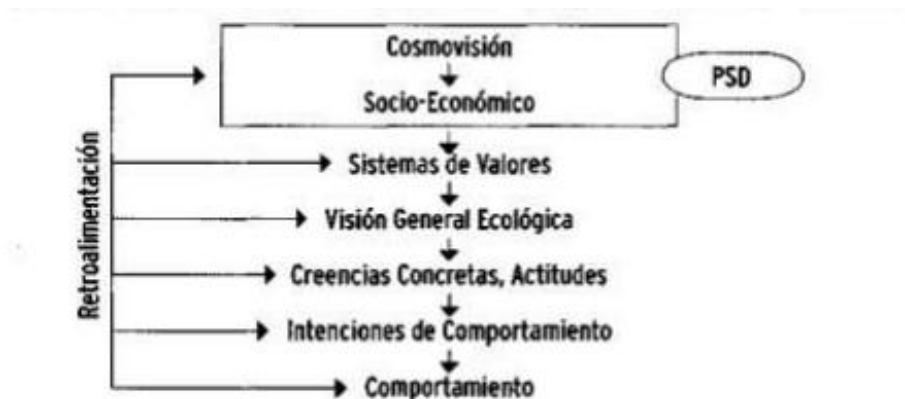 Cosmovisión
PSD
Socio-Económico
Sistemas de Valores
Visión General Ecológica
Creencias Concretas, Actitudes
Intenciones de Comportamiento
Comportamiento
Retroalimentación